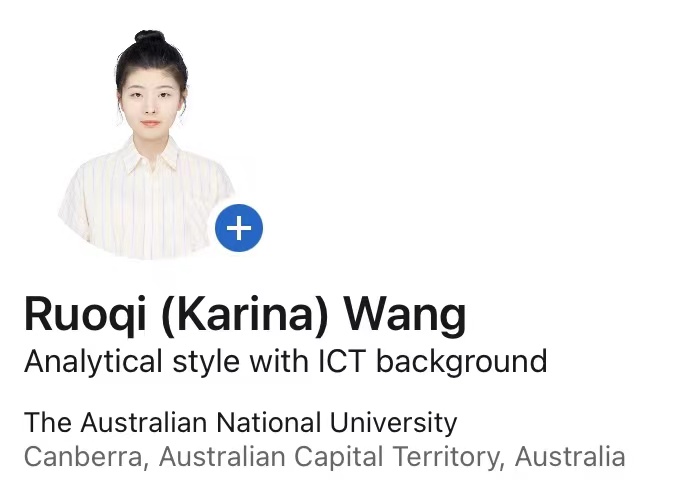 Ruoqi (Karina) Wang
Analytical style with ICT background
The Australian National University
Canberra, Australian Capital Territory, Australia